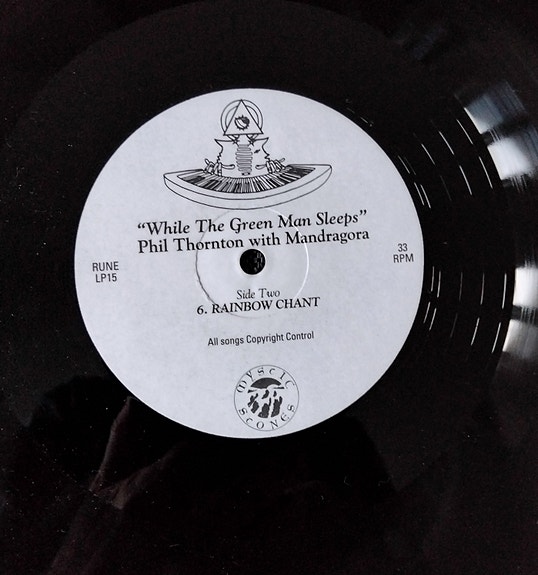 “While The Green Man Sleeps”
Phil Thornton with Mandragora
RUNE
LP15
33
RPM
Side Two
6. RAINBOW CHANT
All songs Copyright Control
MYSTIC
STONES